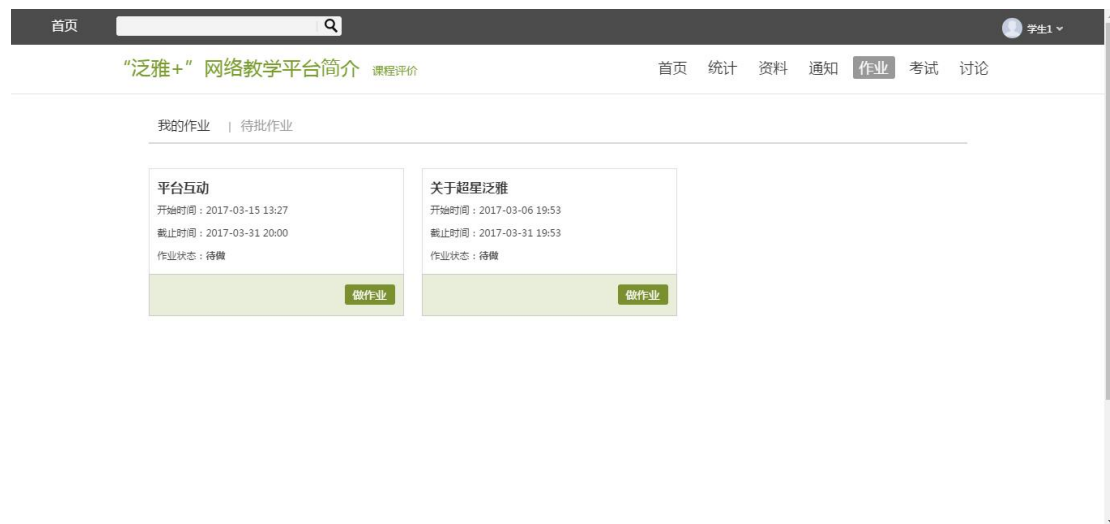 首页
学生1
“泛雅+”网络教学平台简介 课程评价
首页 统计 资料 通知 作业 考试 讨论
我的作业 | 待批作业
平台互动
开始时间：2017-03-15 13:27
截止时间：2017-03-31 20:00
作业状态：待做
做作业
关于超星泛雅
开始时间：2017-03-06 19:53
截止时间：2017-03-31 19:53
作业状态：待做
做作业